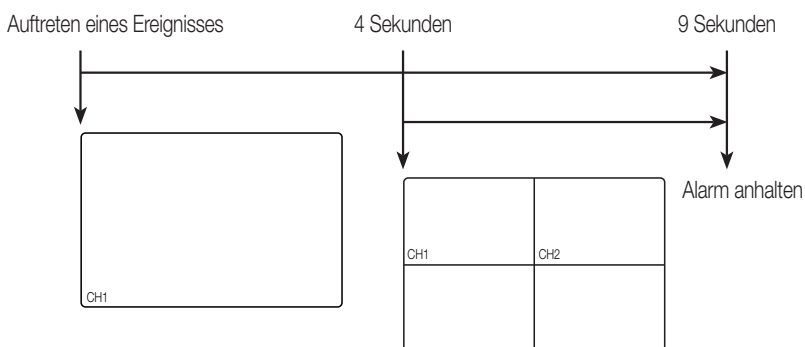 Auftreten eines Ereignisses
4 Sekunden
9 Sekunden
Alarm anhalten
CH1
CH2
CH1